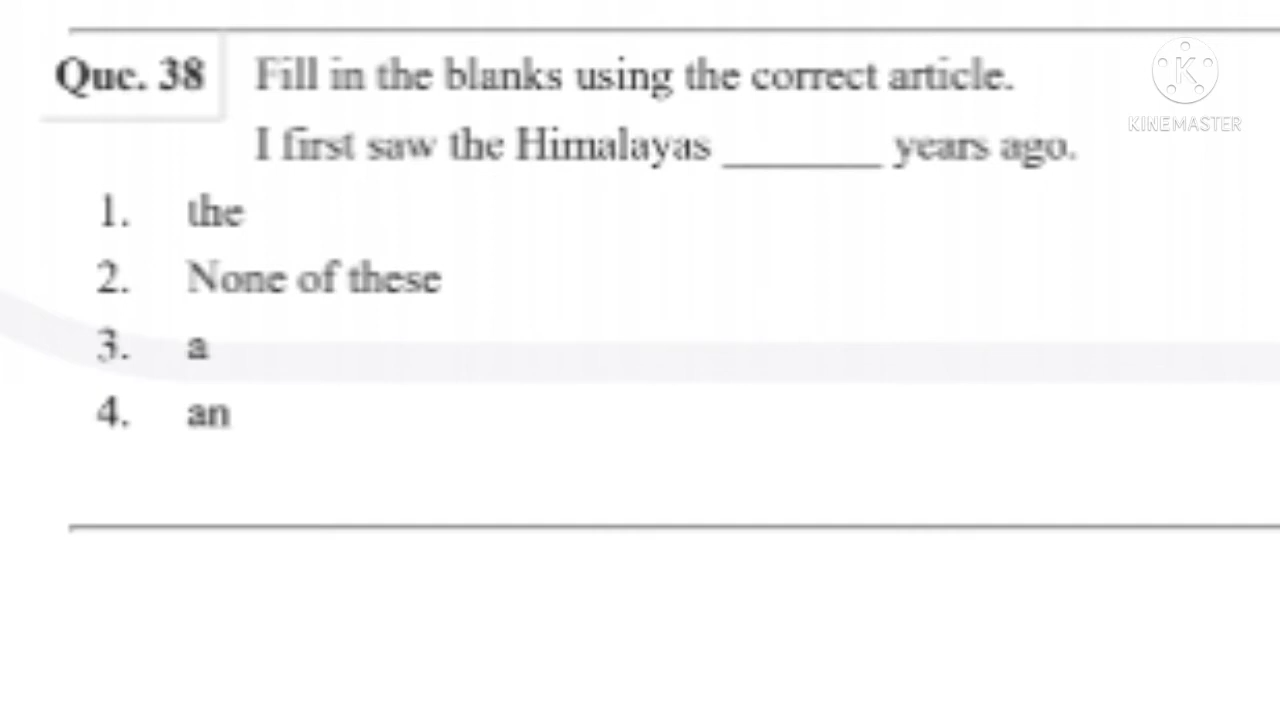 Que. 38 Fill in the blanks using the correct article.
I first saw the Himalayas _______ years ago.
1. the
2. None of these
3. a
4. an
K
KINEMASTER